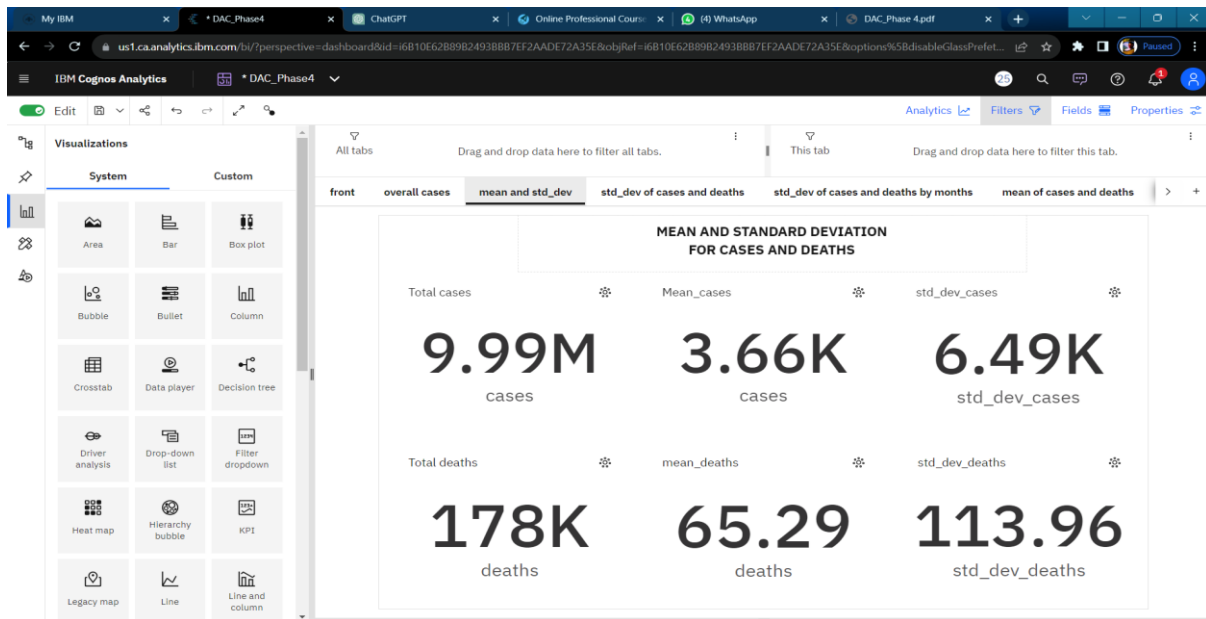 My IBM
* DAC_Phase4
ChatGPT
Online Professional Course
(4) WhatsApp
DAC_Phase 4.pdf
us1.ca.analytics.ibm.com/bi/?perspective=dashboard&id=i6B10E62B89B2493BBB7EF2AADE72A35E&objRef=i6B10E62B89B2493BBB7EF2AADE72A35E&options%5BdisableGlassPrefet...
Paused
IBM Cognos Analytics
* DAC_Phase4
25
1
Edit
Analytics
Filters
Fields
Properties
Visualizations
System
Custom
Area
Bar
Box plot
Bubble
Bullet
Column
Crosstab
Data player
Decision tree
Driver
analysis
Drop-down
list
Filter
dropdown
Heat map
Hierarchy
bubble
KPI
Legacy map
Line
Line and
column
All tabs
Drag and drop data here to filter all tabs.
This tab
Drag and drop data here to filter this tab.
front
overall cases
mean and std_dev
std_dev of cases and deaths
std_dev of cases and deaths by months
mean of cases and deaths
MEAN AND STANDARD DEVIATION
FOR CASES AND DEATHS
Total cases
Mean_cases
std_dev_cases
9.99M
3.66K
6.49K
cases
cases
std_dev_cases
Total deaths
mean_deaths
std_dev_deaths
178K
65.29
113.96
deaths
deaths
std_dev_deaths